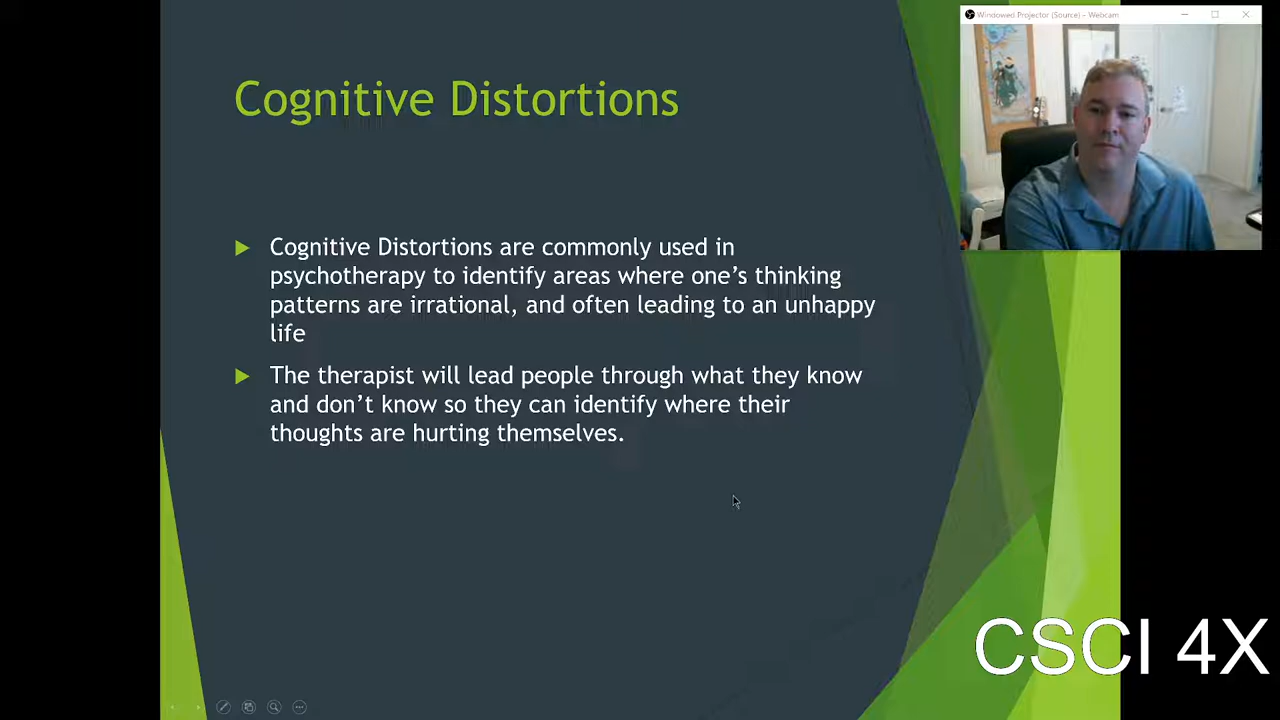 Windowed Projector (Source) - Webcam
Cognitive Distortions
Cognitive Distortions are commonly used in
psychotherapy to identify areas where one's thinking
patterns are irrational, and often leading to an unhappy
life
The therapist will lead people through what they know
and don't know so they can identify where their
thoughts are hurting themselves.
CSCI 4X